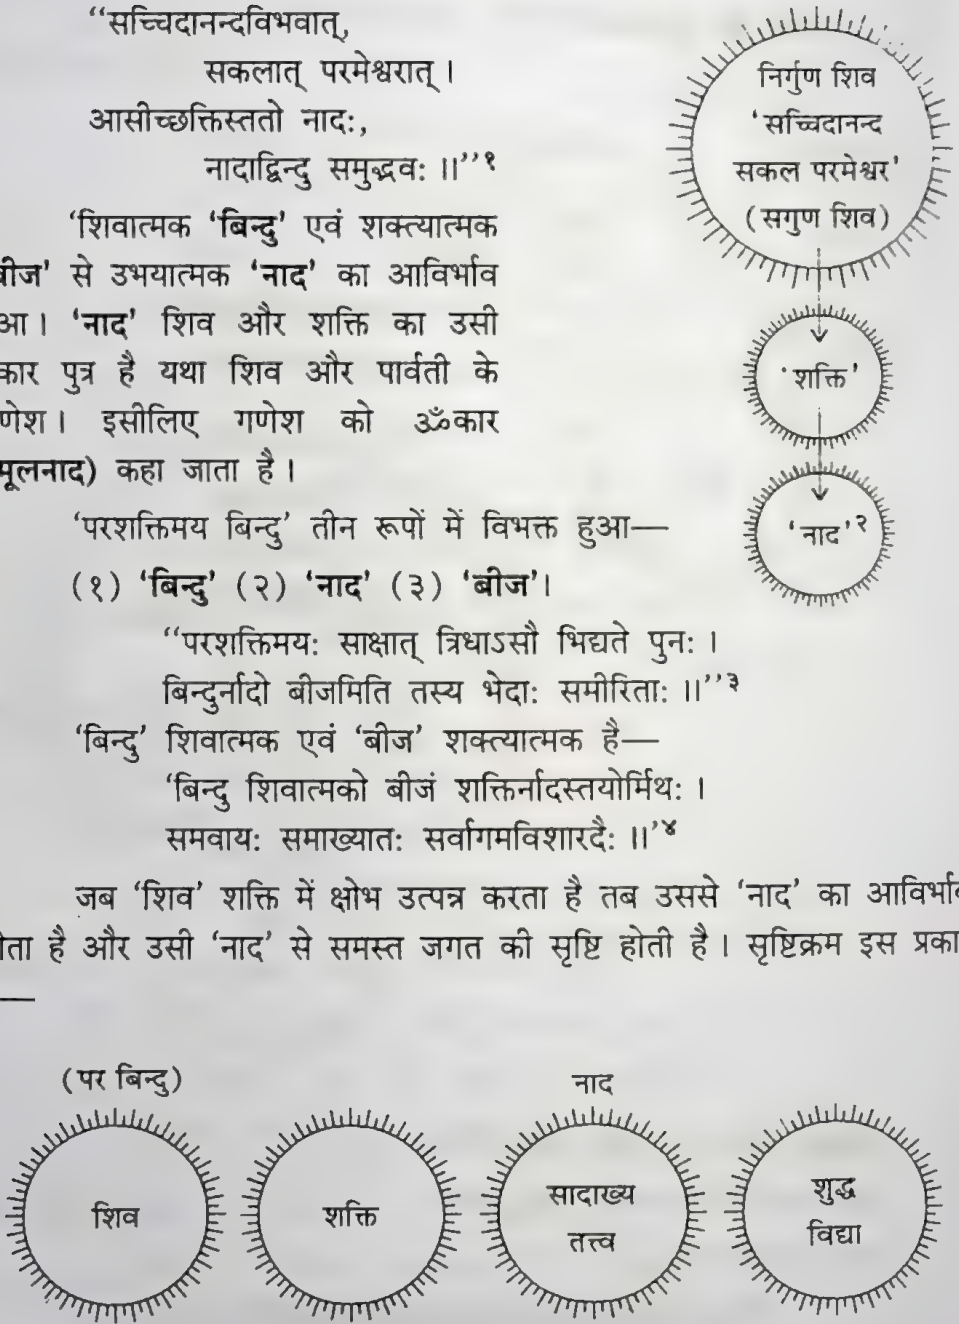 “सच्चिदानन्दविभवात्,
सकलात् परमेश्वरात् ।
आसीच्छक्तिस्ततो नादः,
नादाद्विन्दु समुद्भवः ।।”१
‘शिवात्मक ‘बिन्दु’ एवं शक्त्यात्मक
बीज’ से उभयात्मक ‘नाद’ का आविर्भाव
आ। ‘नाद’ शिव और शक्ति का उसी
कार पुत्र है यथा शिव और पार्वती के
णेश। इसीलिए गणेश को ॐकार
मूलनाद) कहा जाता है।
निर्गुण शिव
‘सच्चिदानन्द
सकल परमेश्वर’
(सगुण शिव)
‘शक्ति’
‘नाद’२
‘परशक्तिमय बिन्दु’ तीन रूपों में विभक्त हुआ—
(१) ‘बिन्दु’ (२) ‘नाद’ (३) ‘बीज’।
“परशक्तिमयः साक्षात् त्रिधाऽसौ भिद्यते पुनः ।
बिन्दुर्नादो बीजमिति तस्य भेदाः समीरिताः ।।”३
‘बिन्दु’ शिवात्मक एवं ‘बीज’ शक्त्यात्मक है—
‘बिन्दु शिवात्मको बीजं शक्तिर्नादस्तयोर्मिथः ।
समवायः समाख्यातः सर्वागमविशारदैः ।।’४
जब ‘शिव’ शक्ति में क्षोभ उत्पन्न करता है तब उससे ‘नाद’ का आविर्भाव
ोता है और उसी ‘नाद’ से समस्त जगत की सृष्टि होती है। सृष्टिक्रम इस प्रका
—
(पर बिन्दु)
शिव
शक्ति
नाद
सादाख्य
तत्त्व
शुद्ध
विद्या